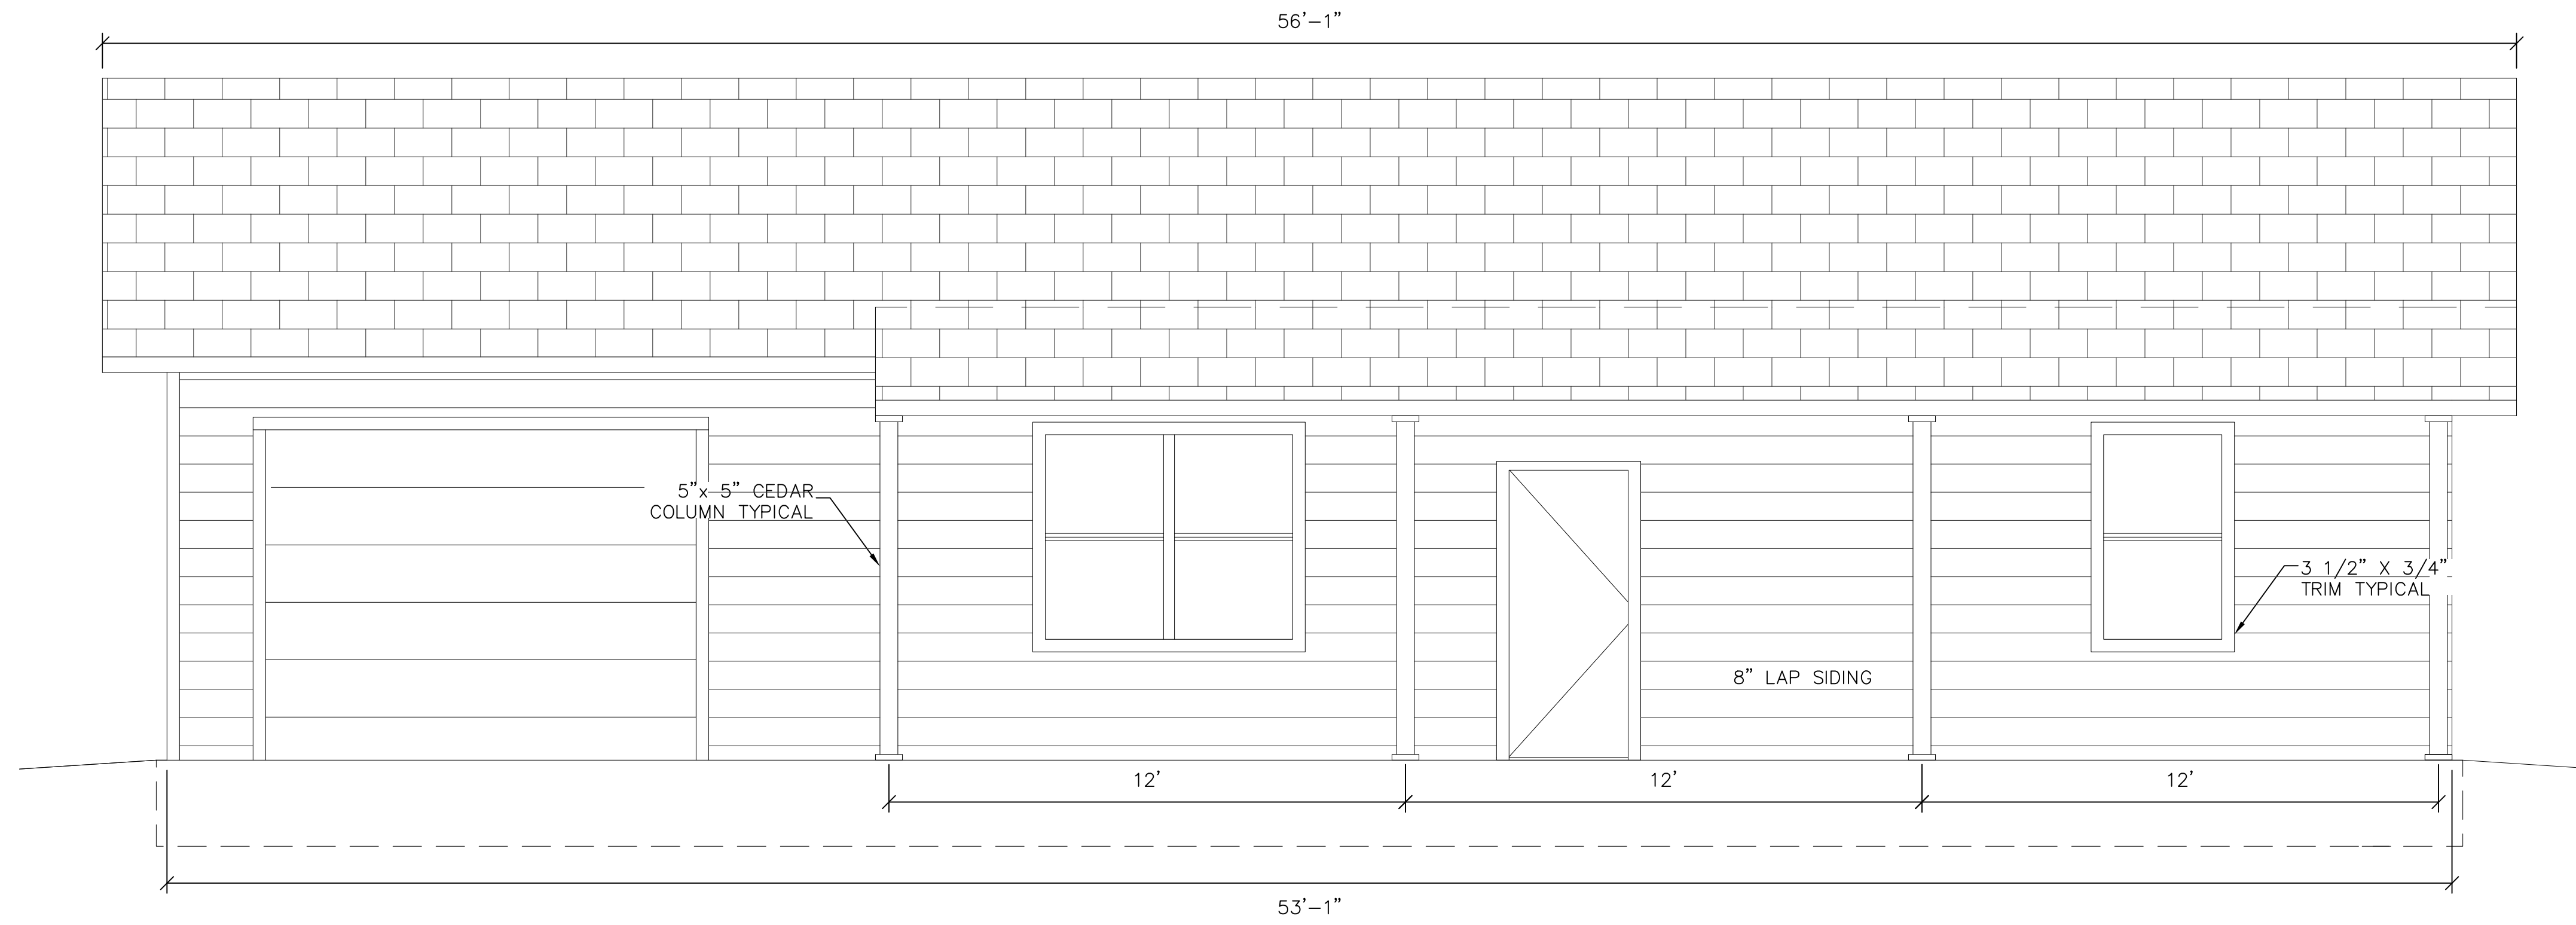 56’–1”
5”x 5” CEDAR
COLUMN TYPICAL
3 1/2” X 3/4”
TRIM TYPICAL
8” LAP SIDING
12’
12’
12’
53’–1”